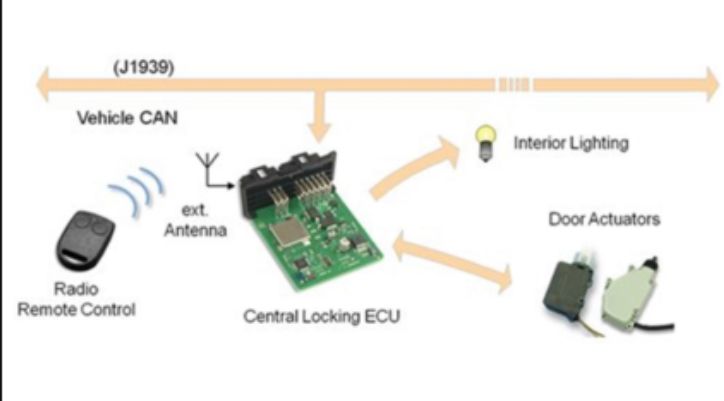 (J1939)
Vehicle CAN
Interior Lighting
ext.
Antenna
Door Actuators
Radio
Remote Control
Central Locking ECU